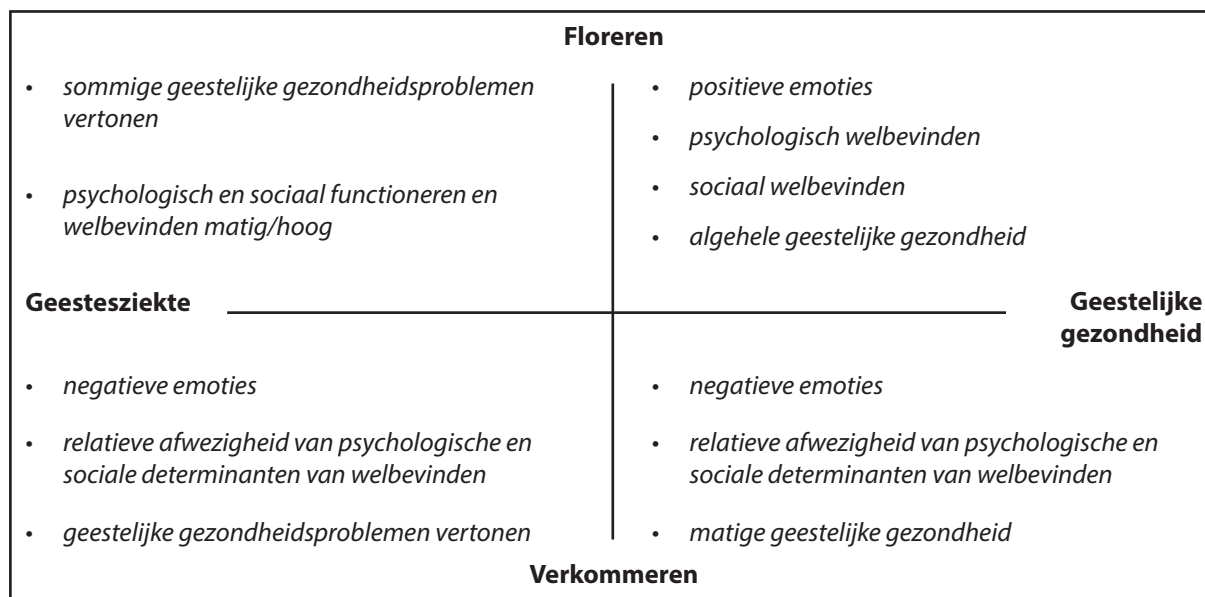 Floreren
• sommige geestelijke gezondheidsproblemen
vertonen
• psychologisch en sociaal functioneren en
welbevinden matig/hoog
• positieve emoties
• psychologisch welbevinden
• sociaal welbevinden
• algehele geestelijke gezondheid
Geestesziekte
Geestelijke
gezondheid
• negatieve emoties
• relatieve afwezigheid van psychologische en
sociale determinanten van welbevinden
• geestelijke gezondheidsproblemen vertonen
• negatieve emoties
• relatieve afwezigheid van psychologische en
sociale determinanten van welbevinden
• matige geestelijke gezondheid
Verkommeren